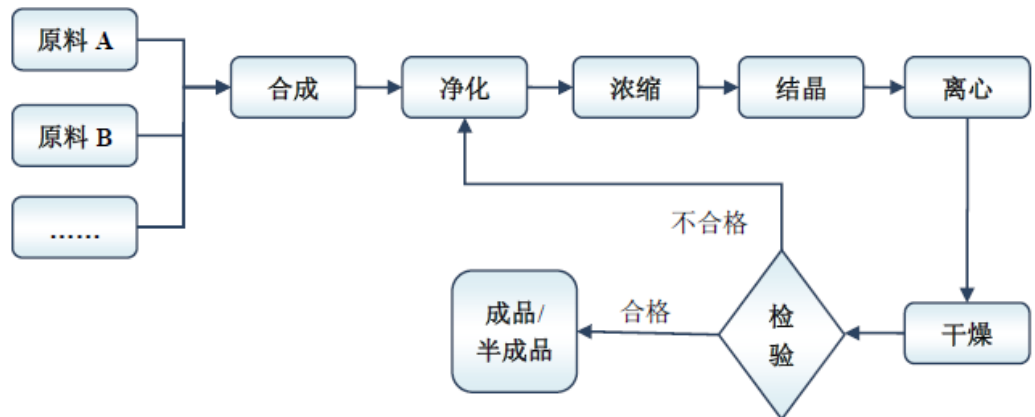 原料 A
原料 B
……
合成
净化
浓缩
结晶
离心
不合格
合格
成品/
半成品
检
验
干燥